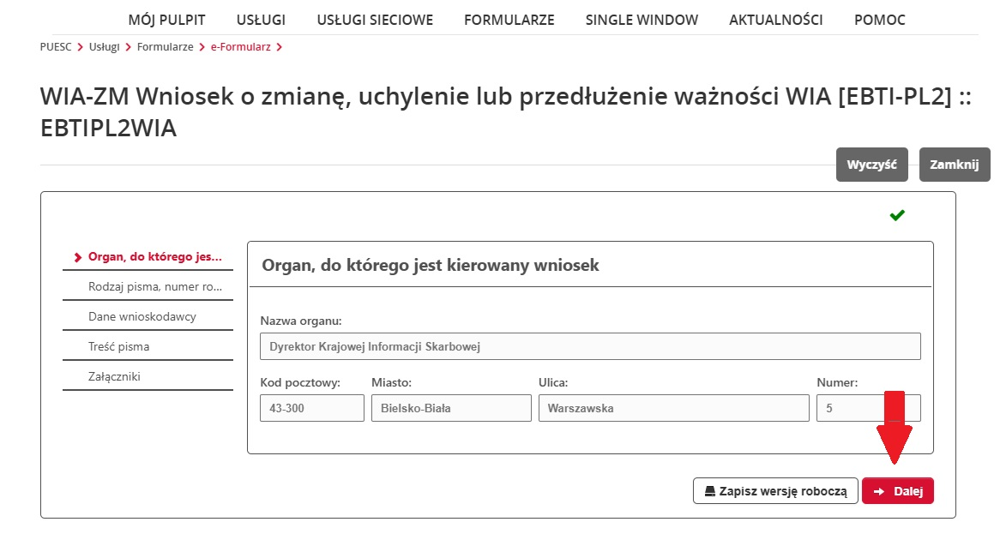 MÓJ PULPIT USŁUGI USŁUGI SIECIOWE FORMULARZE SINGLE WINDOW AKTUALNOŚCI POMOC
PUESC > Usługi > Formularze > e-Formularz >
WIA-ZM Wniosek o zmianę, uchylenie lub przedłużenie ważności WIA [EBTI-PL2] ::
EBTIPL2WIA
Wyczyść Zamknij
Organ, do którego jes...
Rodzaj pisma, numer ro...
Dane wnioskodawcy
Treść pisma
Załączniki
Organ, do którego jest kierowany wniosek
Nazwa organu:
Dyrektor Krajowej Informacji Skarbowej
Kod pocztowy: Miasto: Ulica: Numer:
43-300 Bielsko-Biała Warszawska 5
Zapisz wersję roboczą Dalej